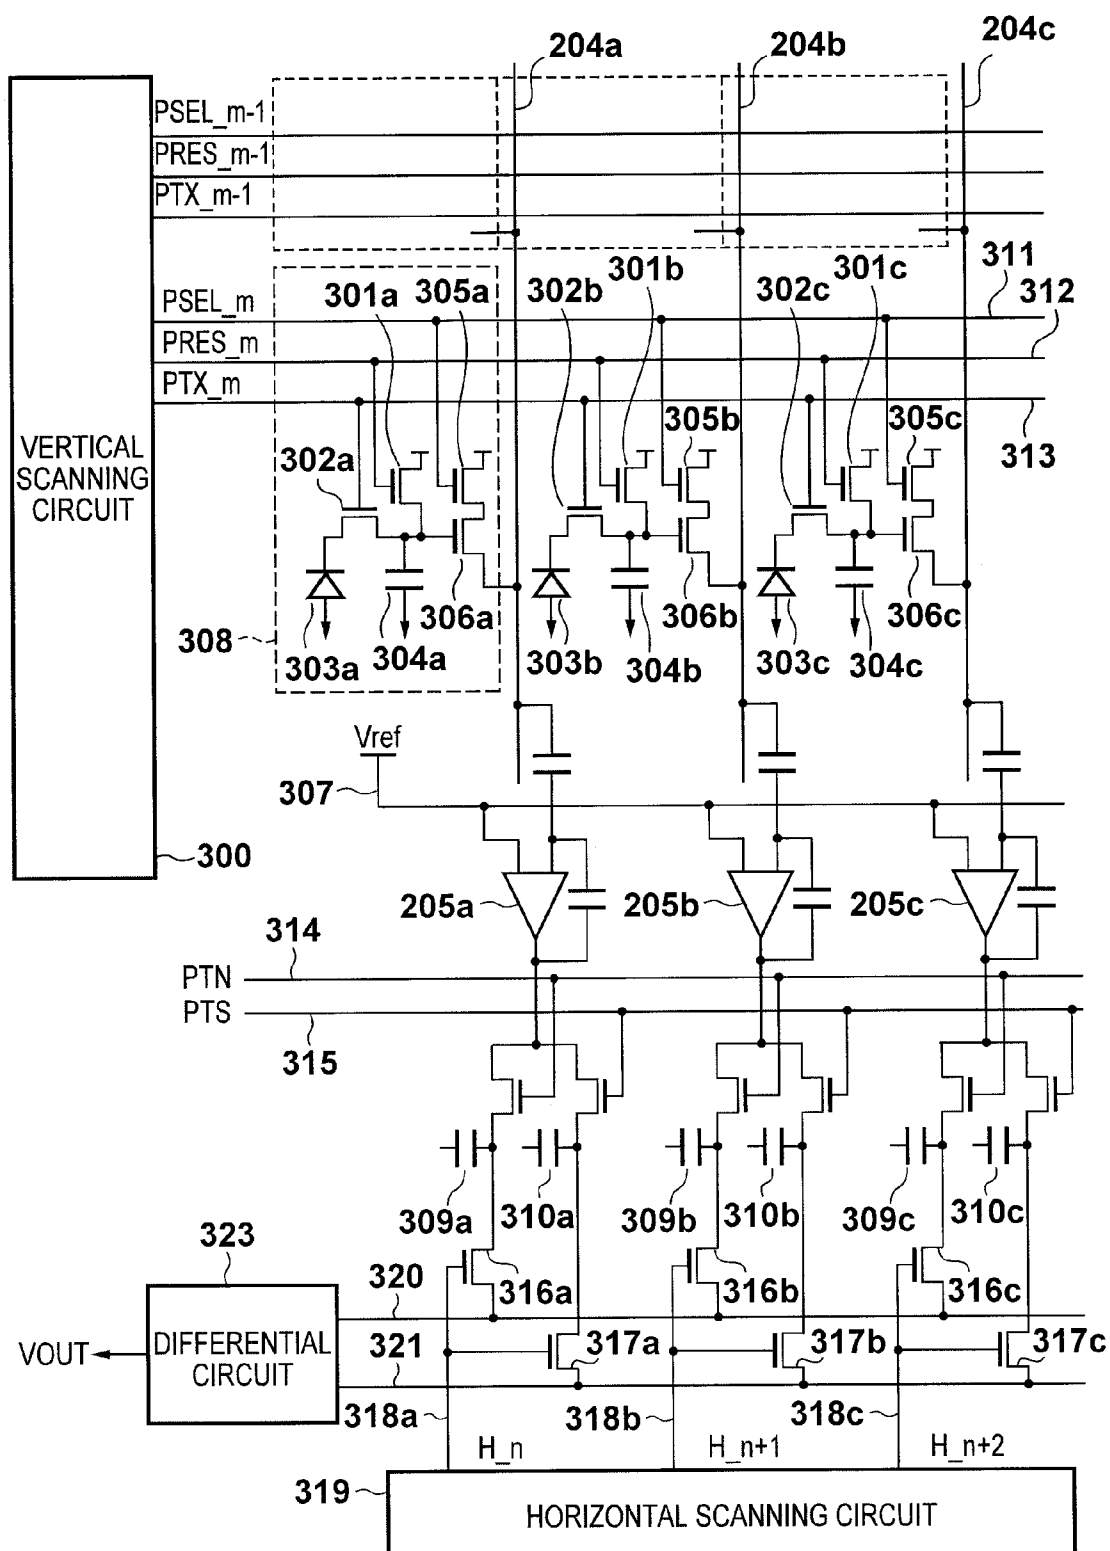 204a
204b
204c
PSEL_m-1
PRES_m-1
PTX_m-1
311
312
PSEL_m
301a
305a
302b
301b
302c
301c
PRES_m
PTX_m
VERTICAL
SCANNING
CIRCUIT
302a
305b
305c
313
308
303a
304a
306a
303b
304b
306b
303c
304c
306c
Vref
307
300
205a
205b
205c
314
PTN
PTS
315
309a
310a
309b
310b
309c
310c
323
320
316a
316b
316c
VOUT
DIFFERENTIAL
CIRCUIT
321
317a
317b
317c
318a
318b
318c
H_n
H_n+1
H_n+2
319
HORIZONTAL SCANNING CIRCUIT